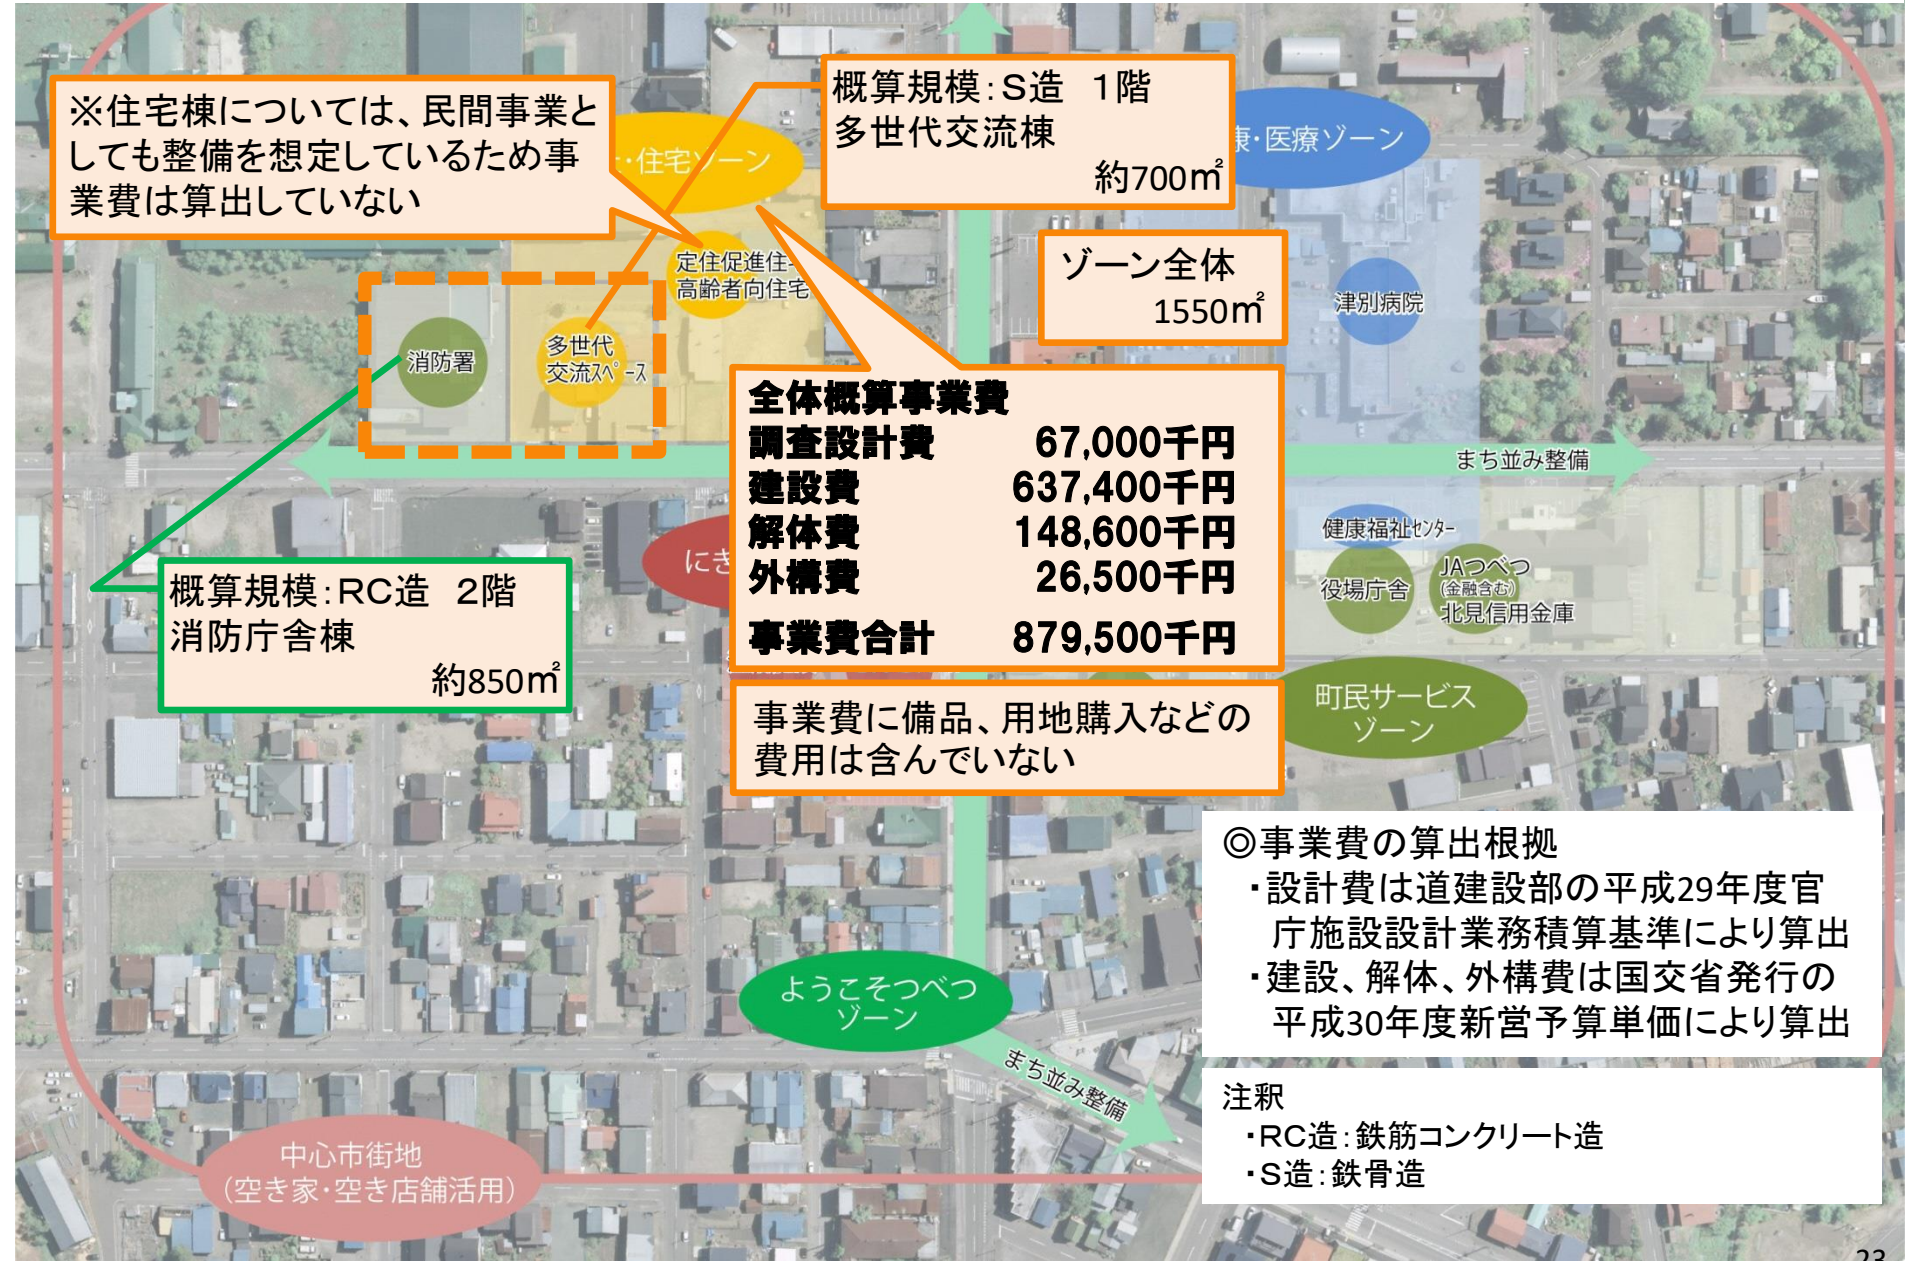 ※住宅棟については、民間事業と
しても整備を想定しているため事
業費は算出していない
概算規模：S造　1階
多世代交流棟
約700㎡
・住宅ゾーン
康・医療ゾーン
ゾーン全体
1550㎡
定住促進住宅
高齢者向住宅
津別病院
消防署
多世代
交流スペース
全体概算事業費
調査設計費　67,000千円
建設費　637,400千円
解体費　148,600千円
外構費　26,500千円
事業費合計　879,500千円
まち並み整備
にぎ
健康福祉センター
役場庁舎
JAつべつ
(金融含む)
北見信用金庫
概算規模：RC造　2階
消防庁舎棟
約850㎡
事業費に備品、用地購入などの
費用は含んでいない
町民サービス
ゾーン
◎事業費の算出根拠
・設計費は道建設部の平成29年度官
庁施設設計業務積算基準により算出
・建設、解体、外構費は国交省発行の
平成30年度新営予算単価により算出
ようこそつべつ
ゾーン
まち並み整備
注釈
・RC造：鉄筋コンクリート造
・S造：鉄骨造
中心市街地
（空き家・空き店舗活用）
23